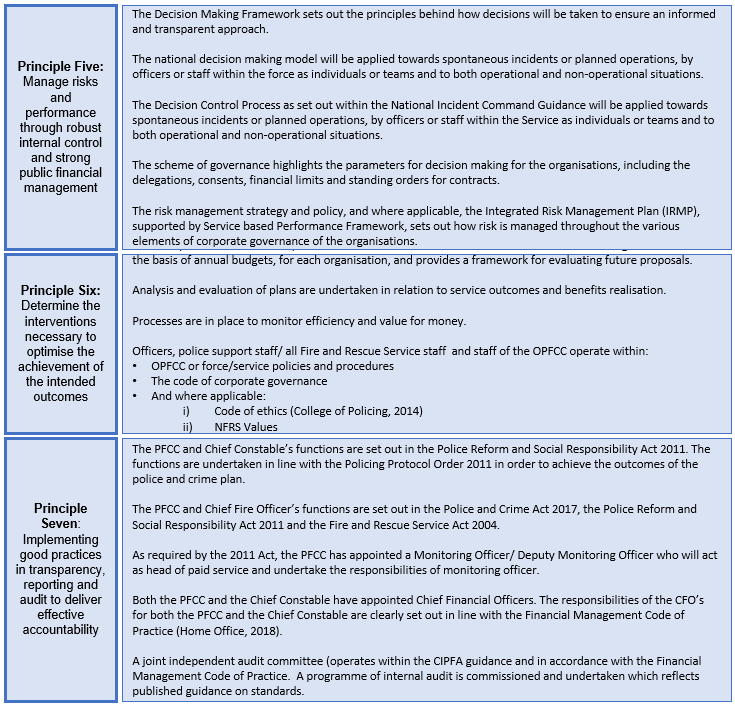 Principle Five:
Manage risks
and
performance
through robust
internal control
and strong
public financial
management
The Decision Making Framework sets out the principles behind how decisions will be taken to ensure an informed
and transparent approach.
The national decision making model will be applied towards spontaneous incidents or planned operations, by
officers or staff within the force as individuals or teams and to both operational and non-operational situations.
The Decision Control Process as set out within the National Incident Command Guidance will be applied towards
spontaneous incidents or planned operations, by officers or staff within the Service as individuals or teams and to
both operational and non-operational situations.
The scheme of governance highlights the parameters for decision making for the organisations, including the
delegations, consents, financial limits and standing orders for contracts.
The risk management strategy and policy, and where applicable, the Integrated Risk Management Plan (IRMP),
supported by Service based Performance Framework, sets out how risk is managed throughout the various
elements of corporate governance of the organisations.
Principle Six:
Determine the
interventions
necessary to
optimise the
achievement of
the intended
outcomes
the basis of annual budgets, for each organisation, and provides a framework for evaluating future proposals.
Analysis and evaluation of plans are undertaken in relation to service outcomes and benefits realisation.
Processes are in place to monitor efficiency and value for money.
Officers, police support staff/ all Fire and Rescue Service staff and staff of the OPFCC operate within:
• OPFCC or force/service policies and procedures
• The code of corporate governance
• And where applicable:
i) Code of ethics (College of Policing, 2014)
ii) NFRS Values
Principle
Seven:
Implementing
good practices
in transparency,
reporting and
audit to deliver
effective
accountability
The PFCC and Chief Constable's functions are set out in the Police Reform and Social Responsibility Act 2011. The
functions are undertaken in line with the Policing Protocol Order 2011 in order to achieve the outcomes of the
police and crime plan.
The PFCC and Chief Fire Officer's functions are set out in the Police and Crime Act 2017, the Police Reform and
Social Responsibility Act 2011 and the Fire and Rescue Service Act 2004.
As required by the 2011 Act, the PFCC has appointed a Monitoring Officer/ Deputy Monitoring Officer who will act
as head of paid service and undertake the responsibilities of monitoring officer.
Both the PFCC and the Chief Constable have appointed Chief Financial Officers. The responsibilities of the CFO's
for both the PFCC and the Chief Constable are clearly set out in line with the Financial Management Code of
Practice (Home Office, 2018).
A joint independent audit committee (operates within the CIPFA guidance and in accordance with the Financial
Management Code of Practice. A programme of internal audit is commissioned and undertaken which reflects
published guidance on standards.